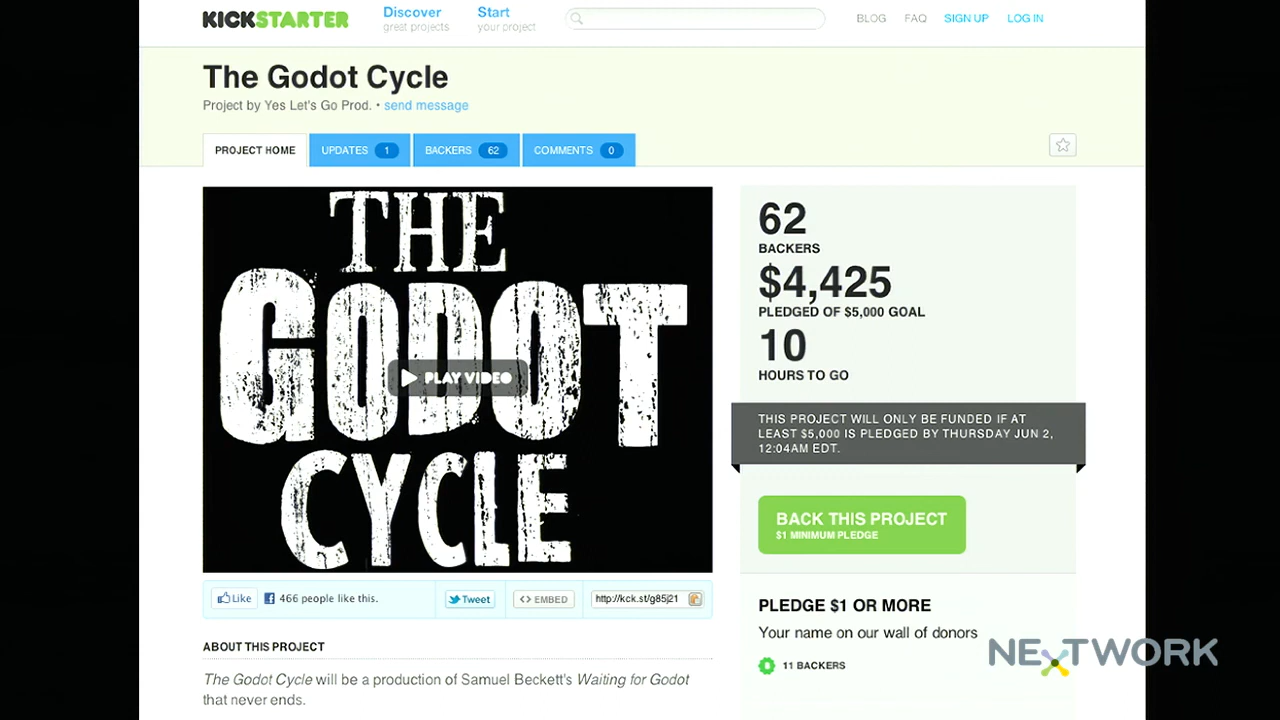 KICKSTARTER
Discover
great projects
Start
your project
BLOG FAQ SIGN UP LOG IN
The Godot Cycle
Project by Yes Let's Go Prod. • send message
PROJECT HOME UPDATES 1 BACKERS 62 COMMENTS 0
THE
GODOT
CYCLE
PLAY VIDEO
62
BACKERS
$4,425
PLEDGED OF $5,000 GOAL
10
HOURS TO GO
THIS PROJECT WILL ONLY BE FUNDED IF AT
LEAST $5,000 IS PLEDGED BY THURSDAY JUN 2,
12:04AM EDT.
BACK THIS PROJECT
$1 MINIMUM PLEDGE
Like 466 people like this. Tweet <> EMBED http://kck.st/g85j21
ABOUT THIS PROJECT
The Godot Cycle will be a production of Samuel Beckett's Waiting for Godot
that never ends.
PLEDGE $1 OR MORE
Your name on our wall of donors
11 BACKERS
NEXTWORK